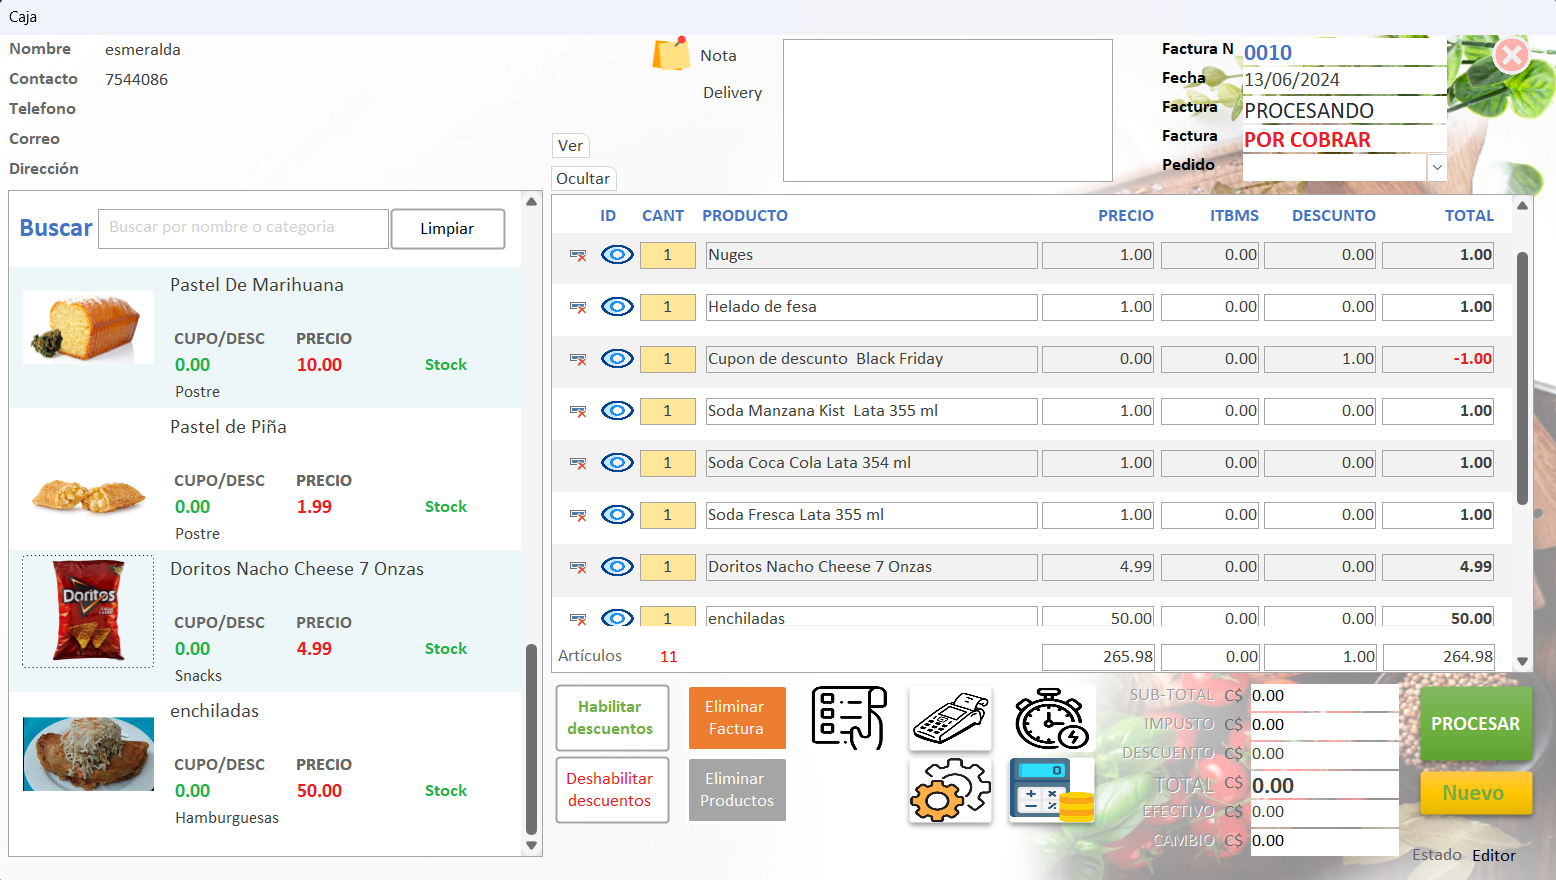 Caja
Nombre esmeralda
Contacto 7544086
Telefono
Correo
Dirección
Nota
Delivery
Ver
Ocultar
Factura N 0010
Fecha 13/06/2024
Factura PROCESANDO
Factura POR COBRAR
Pedido
Buscar Buscar por nombre o categoria Limpiar
Pastel De Marihuana
CUPO/DESC PRECIO
0.00 10.00 Stock
Postre
Pastel de Piña
CUPO/DESC PRECIO
0.00 1.99 Stock
Postre
Doritos Nacho Cheese 7 Onzas
Doritos
CUPO/DESC PRECIO
0.00 4.99 Stock
Snacks
enchiladas
CUPO/DESC PRECIO
0.00 50.00 Stock
Hamburguesas
ID CANT PRODUCTO PRECIO ITBMS DESCUNTO TOTAL
1 Nuges 1.00 0.00 0.00 1.00
1 Helado de fesa 1.00 0.00 0.00 1.00
1 Cupon de descunto  Black Friday 0.00 0.00 1.00 -1.00
1 Soda Manzana Kist  Lata 355 ml 1.00 0.00 0.00 1.00
1 Soda Coca Cola Lata 354 ml 1.00 0.00 0.00 1.00
1 Soda Fresca Lata 355 ml 1.00 0.00 0.00 1.00
1 Doritos Nacho Cheese 7 Onzas 4.99 0.00 0.00 4.99
1 enchiladas 50.00 0.00 0.00 50.00
Artículos 11 265.98 0.00 1.00 264.98
Habilitar
descuentos
Eliminar
Factura
Deshabilitar
descuentos
Eliminar
Productos
SUB-TOTAL C$ 0.00
IMPUSTO C$ 0.00
DESCUENTO C$ 0.00
TOTAL C$ 0.00
EFECTIVO C$ 0.00
CAMBIO C$ 0.00
PROCESAR
Nuevo
Estado Editor